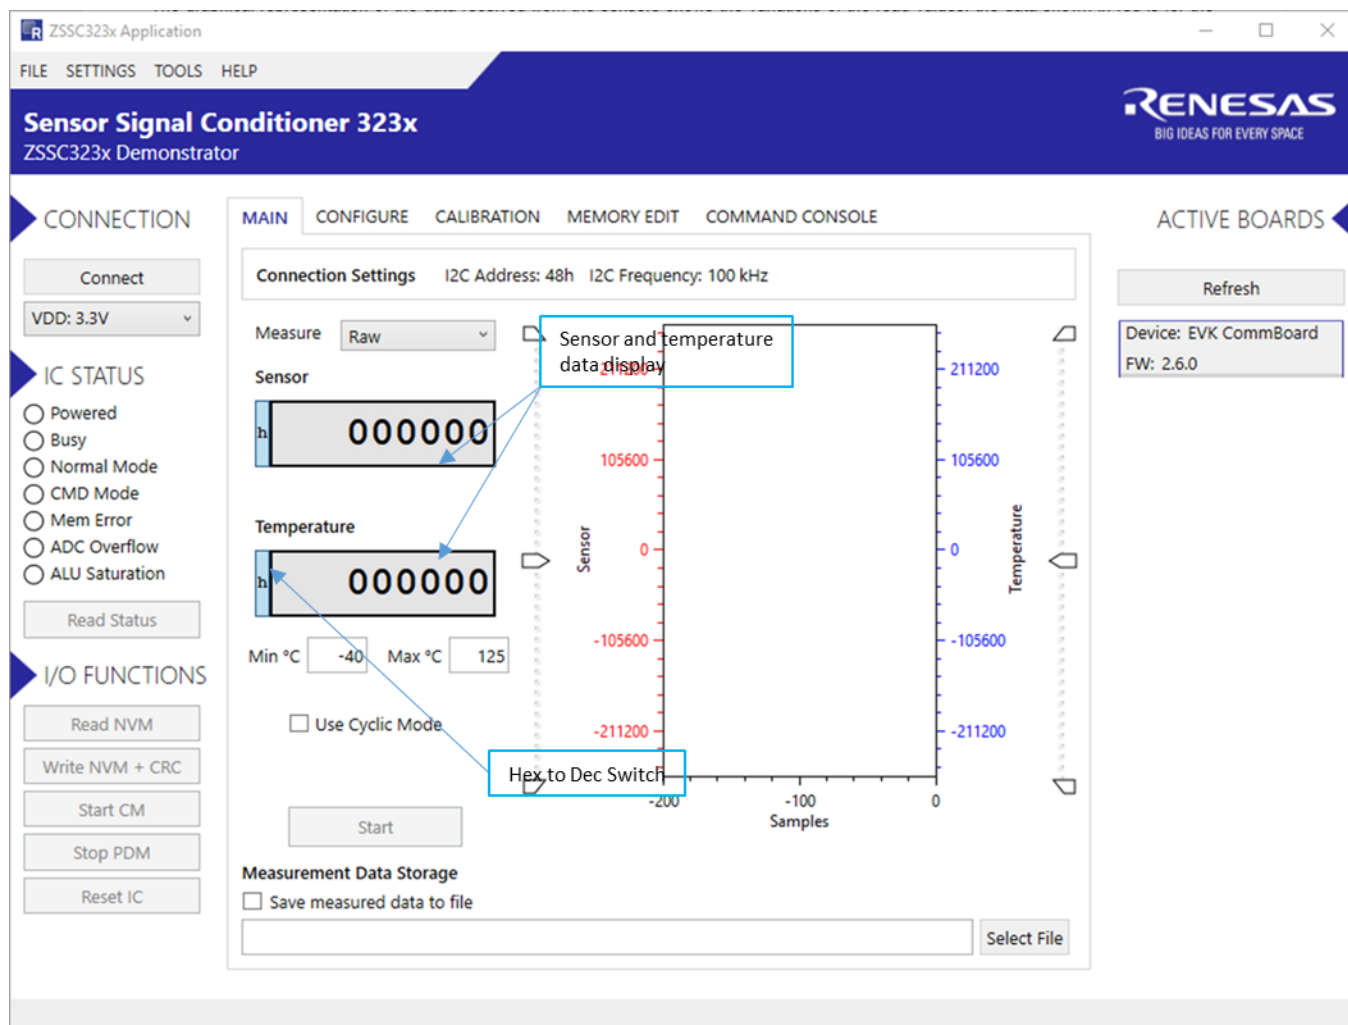 ZSSC323x Application
FILE SETTINGS TOOLS HELP
Sensor Signal Conditioner 323x
ZSSC323x Demonstrator
RENESAS
BIG IDEAS FOR EVERY SPACE
CONNECTION
Connect
VDD: 3.3V
IC STATUS
Powered
Busy
Normal Mode
CMD Mode
Mem Error
ADC Overflow
ALU Saturation
Read Status
I/O FUNCTIONS
Read NVM
Write NVM + CRC
Start CM
Stop PDM
Reset IC
MAIN CONFIGURE CALIBRATION MEMORY EDIT COMMAND CONSOLE
Connection Settings I2C Address: 48h I2C Frequency: 100 kHz
Measure Raw
Sensor
h 000000
Temperature
h 000000
Min °C -40 Max °C 125
Use Cyclic Mode
Start
Sensor and temperature
data display
Hex to Dec Switch
211200
105600
0
-105600
-211200
Sensor
211200
105600
0
-105600
-211200
Temperature
-200 -100 0
Samples
Measurement Data Storage
Save measured data to file
Select File
ACTIVE BOARDS
Refresh
Device: EVK CommBoard
FW: 2.6.0